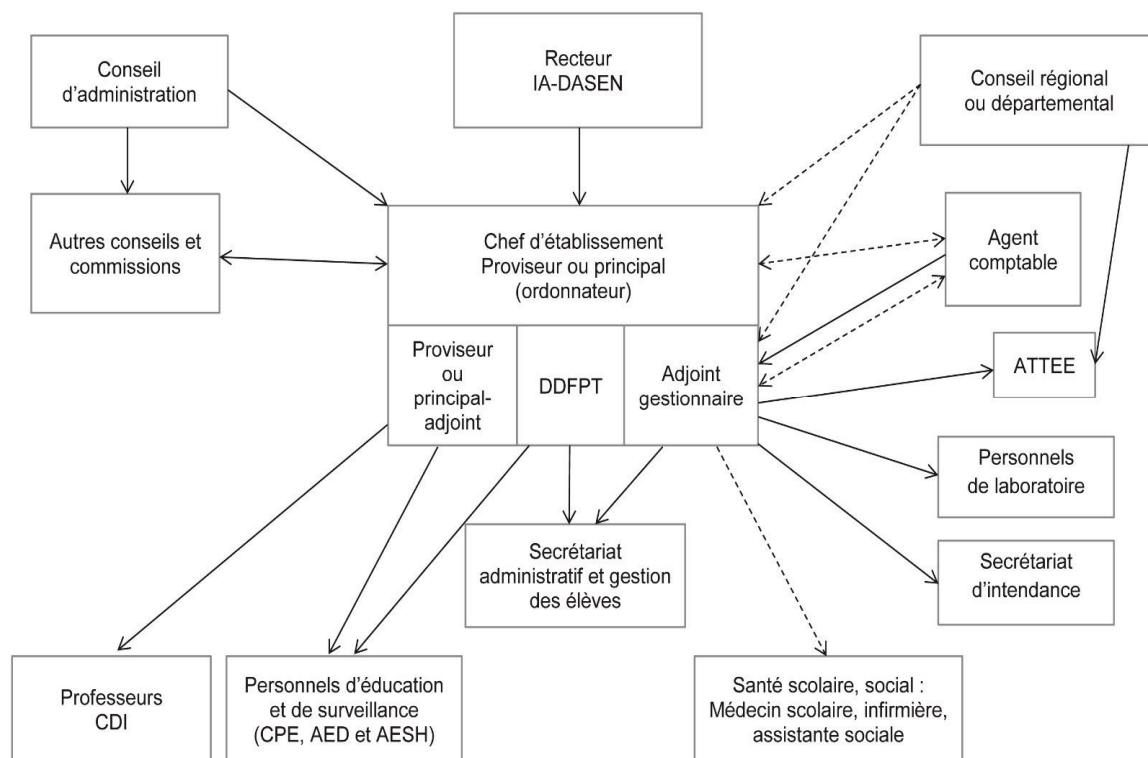 Conseil
d'administration
Recteur
IA-DASEN
Conseil régional
ou départemental
Autres conseils et
commissions
Chef d'établissement
Proviseur ou principal
(ordonnateur)
Agent
comptable
Proviseur
ou
principal-
adjoint
DDFPT
Adjoint
gestionnaire
ATTEE
Personnels
de laboratoire
Secrétariat
administratif et gestion
des élèves
Secrétariat
d'intendance
Professeurs
CDI
Personnels d'éducation
et de surveillance
(CPE, AED et AESH)
Santé scolaire, social :
Médecin scolaire, infirmière,
assistante sociale